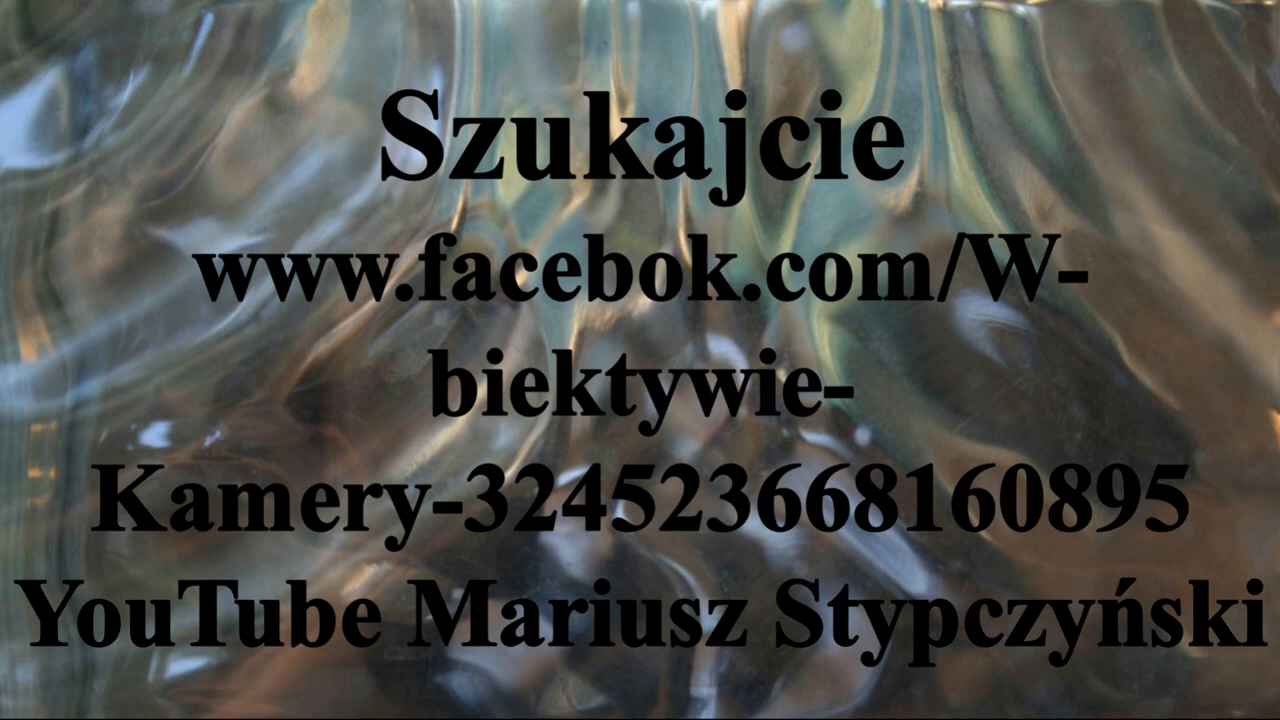 Szukajcie
www.facebok.com/W-
biektywie-
Kamery-324523668160895
YouTube Mariusz Stypczyński